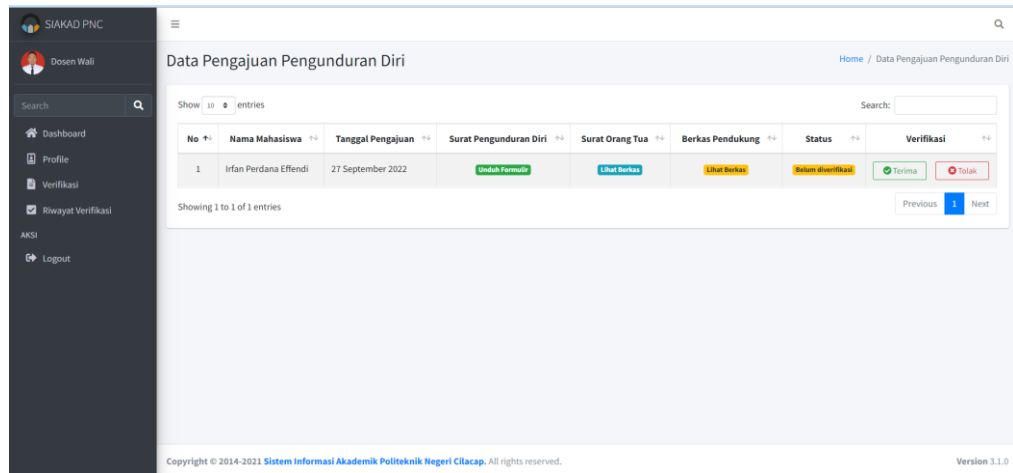 SIAKAD PNC
Dosen Wali
Search
Dashboard
Profile
Verifikasi
Riwayat Verifikasi
AKSI
Logout
Data Pengajuan Pengunduran Diri
Home / Data Pengajuan Pengunduran Diri
Show 10 entries
Search:
No Nama Mahasiswa Tanggal Pengajuan Surat Pengunduran Diri Surat Orang Tua Berkas Pendukung Status Verifikasi
1 Irfan Perdana Effendi 27 September 2022 Unduh Formulir Lihat Berkas Lihat Berkas Belum diverifikasi Terima Tolak
Showing 1 to 1 of 1 entries
Previous 1 Next
Copyright © 2014-2021 Sistem Informasi Akademik Politeknik Negeri Cilacap. All rights reserved.
Version 3.1.0